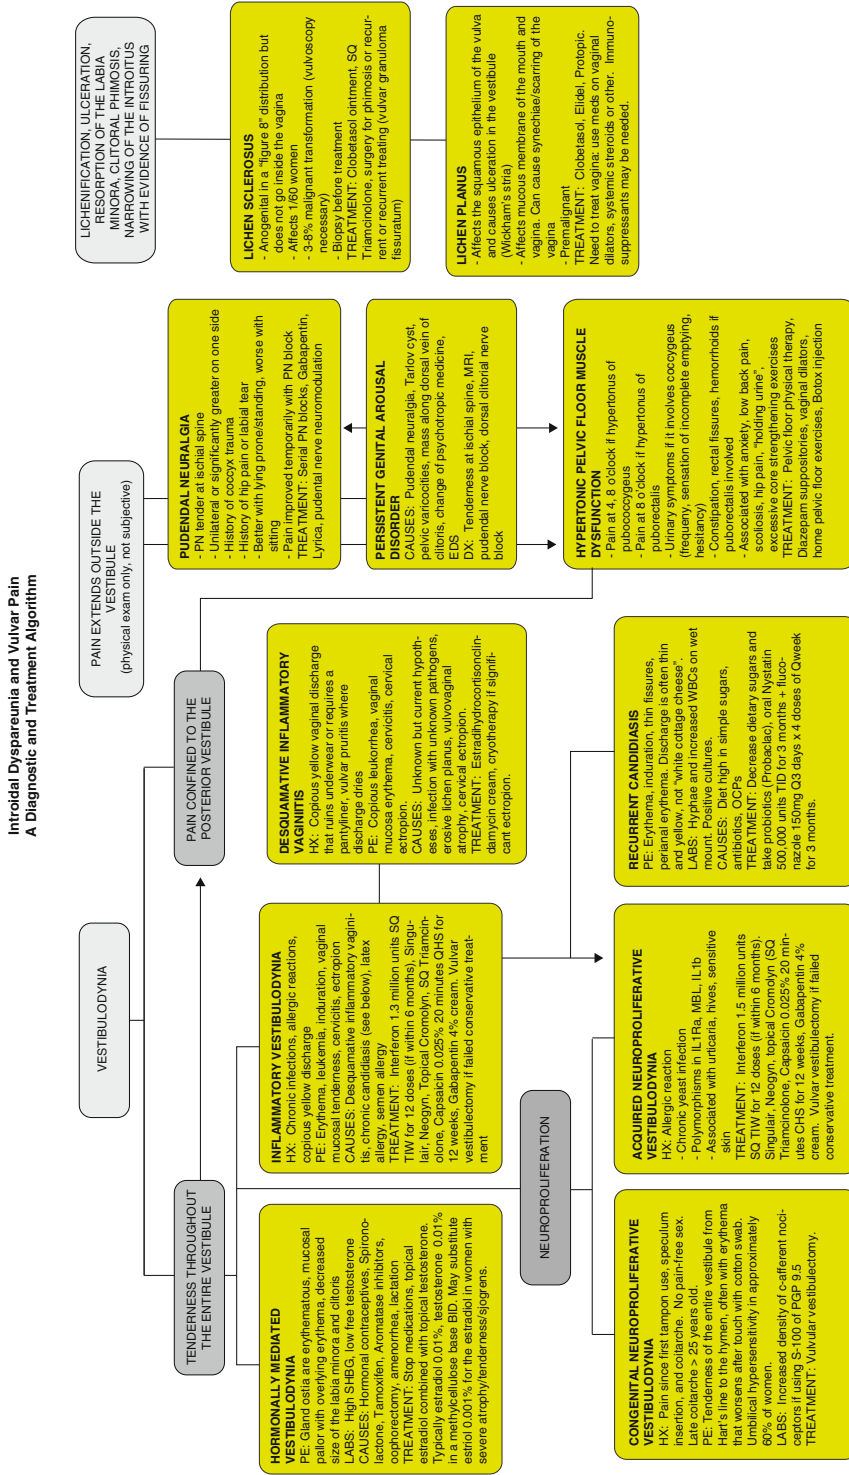 Introidal Dyspareunia and Vulvar Pain
A Diagnostic and Treatment Algorithm
VESTIBULODYNIA
PAIN EXTENDS OUTSIDE THE
VESTIBULE
(physical exam only, not subjective)
LICHENIFICATION, ULCERATION,
RESORPTION OF THE LABIA
MINORA, CLITORAL PHIMOSIS,
NARROWING OF THE INTROITUS
WITH EVIDENCE OF FISSURING
TENDERNESS THROUGHOUT
THE ENTIRE VESTIBULE
PAIN CONFINED TO THE
POSTERIOR VESTIBULE
HORMONALLY MEDIATED
VESTIBULODYNIA
PE: Gland ostia are erythematous, mucosal
pallor with overlying erythema, decreased
size of the labia minora and clitoris
LABS: High SHBG, low free testosterone
CAUSES: Hormonal contraceptives, Spirono-
lactone, Tamoxifen, Aromatase inhibitors,
oophorectomy, amenorrhea, lactation
TREATMENT: Stop medications, topical
estradiol combined with topical testosterone.
Typically estradiol 0.01%, testosterone 0.01%
in a methylcellulose base BID. May substitute
estriol 0.001% for the estradiol in women with
severe atrophy/tenderness/sjogrens.
INFLAMMATORY VESTIBULODYNIA
HX: Chronic infections, allergic reactions,
copious yellow discharge
PE: Erythema, leukemia, induration, vaginal
mucosal tenderness, cervicitis, ectropion
CAUSES: Desquamative inflammatory vagini-
tis, chronic candidiasis (see below), latex
allergy, semen allergy
TREATMENT: Interferon 1.3 million units SQ
TIW for 12 doses (if within 6 months), Singu-
lair, Neogyn, Topical Cromolyn, SQ Triamcin-
olone, Capsaicin 0.025% 20 minutes QHS for
12 weeks, Gabapentin 4% cream. Vulvar
vestibulectomy if failed conservative treat-
ment
DESQUAMATIVE INFLAMMATORY
VAGINITIS
HX: Copious yellow vaginal discharge
that ruins underwear or requires a
pantyliner, vulvar pruritis where
discharge dries
PE: Copious leukorrhea, vaginal
mucosa erythema, cervicitis, cervical
ectropion.
CAUSES: Unknown but current hypoth-
eses, infection with unknown pathogens,
erosive lichen planus, vulvovaginal
atrophy, cervical ectropion.
TREATMENT: Estradihydrocortisonclin-
damycin cream, cryotherapy if signifi-
cant ectropion.
PUDENDAL NEURALGIA
- PN tender at ischial spine
- Unilateral or significantly greater on one side
- History of coccyx trauma
- History of hip pain or labial tear
- Better with lying prone/standing, worse with
sitting
- Pain improved temporarily with PN block
TREATMENT: Serial PN blocks, Gabapentin,
Lyrica, pudental nerve neuromodulation
PERSISTENT GENITAL AROUSAL
DISORDER
CAUSES: Pudendal neuralgia, Tarlov cyst,
pelvic varicocities, mass along dorsal vein of
clitoris, change of psychotropic medicine,
EDS
DX: Tenderness at ischial spine, MRI,
pudendal nerve block, dorsal clitorial nerve
block
HYPERTONIC PELVIC FLOOR MUSCLE
DYSFUNCTION
- Pain at 4, 8 o'clock if hypertonus of
pubococcygeus
- Pain at 8 o'clock if hypertonus of
puborectalis
- Urinary symptoms if it involves coccygeus
(frequeny, sensation of incomplete emptying,
hesitancy)
- Constipation, rectal fissures, hemorrhoids if
puborectalis involved
- Associated with anxiety, low back pain,
scoliosis, hip pain, "holding urine",
excessive core strengthening exercises
TREATMENT: Pelvic floor physical therapy,
Diazepam suppositories, vaginal dilators,
home pelvic floor exercises, Botox injection
LICHEN SCLEROSUS
- Anogenital in a "figure 8" distribution but
does not go inside the vagina
- Affects 1/60 women
- 3-8% malignant transformation (vulvoscopy
necessary)
- Biopsy before treatment
TREATMENT: Clobetasol ointment, SQ
Triamcinolone, surgery for phimosis or recur-
rent or recurrent treating (vulvar granuloma
fissuratum)
LICHEN PLANUS
- Affects the squamous epithelium of the vulva
and causes ulceration in the vestibule
(Wickham's stria)
- Affects mucous membrane of the mouth and
vagina. Can cause synechiae/scarring of the
vagina
- Premalignant
TREATMENT: Clobetasol, Elidel, Protopic.
Need to treat vagina: use meds on vaginal
dilators, systemic steroids or other. Immuno-
suppressants may be needed.
NEUROPROLIFERATION
CONGENITAL NEUROPROLIFERATIVE
VESTIBULODYNIA
HX: Pain since first tampon use, speculum
insertion, and coitarche. No pain-free sex.
Late coitarche > 25 years old.
PE: Tenderness of the entire vestibule from
Hart's line to the hymen, often with erythema
that worsens after touch with cotton swab.
Umbilical hypersensitivity in approximately
60% of women.
LABS: Increased density of c-afferent noci-
ceptors if using S-100 of PGP 9.5
TREATMENT: Vulvular vestibulectomy.
ACQUIRED NEUROPROLIFERATIVE
VESTIBULODYNIA
HX: Allergic reaction
- Chronic yeast infection
- Polymorphisms in IL1Ra, MBL, IL1b
- Associated with urticaria, hives, sensitive
skin
TREATMENT: Interferon 1.5 million units
SQ TIW for 12 doses (if within 6 months).
Singulair, Neogyn, topical Cromolyn (SQ
Triamcinolone, Capsaicin 0.025% 20 min-
utes CHS for 12 weeks, Gabapentin 4%
cream. Vulvar vestibulectomy if failed
conservative treatment.
RECURRENT CANDIDIASIS
PE: Erythema, induration, thin fissures,
perianal erythema. Discharge is often thin
and yellow, not "white cottage cheese".
LABS: Hyphae and increased WBCs on wet
mount. Positive cultures.
CAUSES: Diet high in simple sugars,
antibiotics, OCPs
TREATMENT: Decrease dietary sugars and
take probiotics (Probaclac), oral Nystatin
500,000 units TID for 3 months + fluco-
nazole 150mg Q3 days x 4 doses of Qweek
for 3 months.